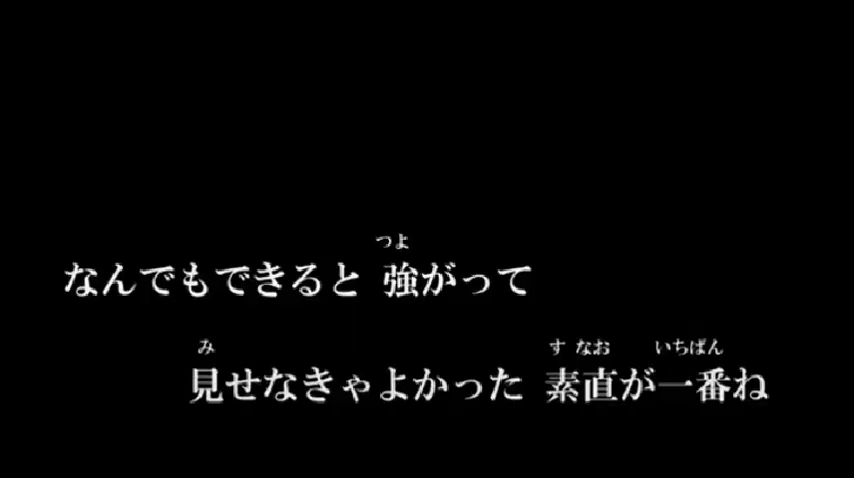 つよ
なんでもできると 強がって
み す なお いちばん
見せなきゃよかった 素直が一番ね